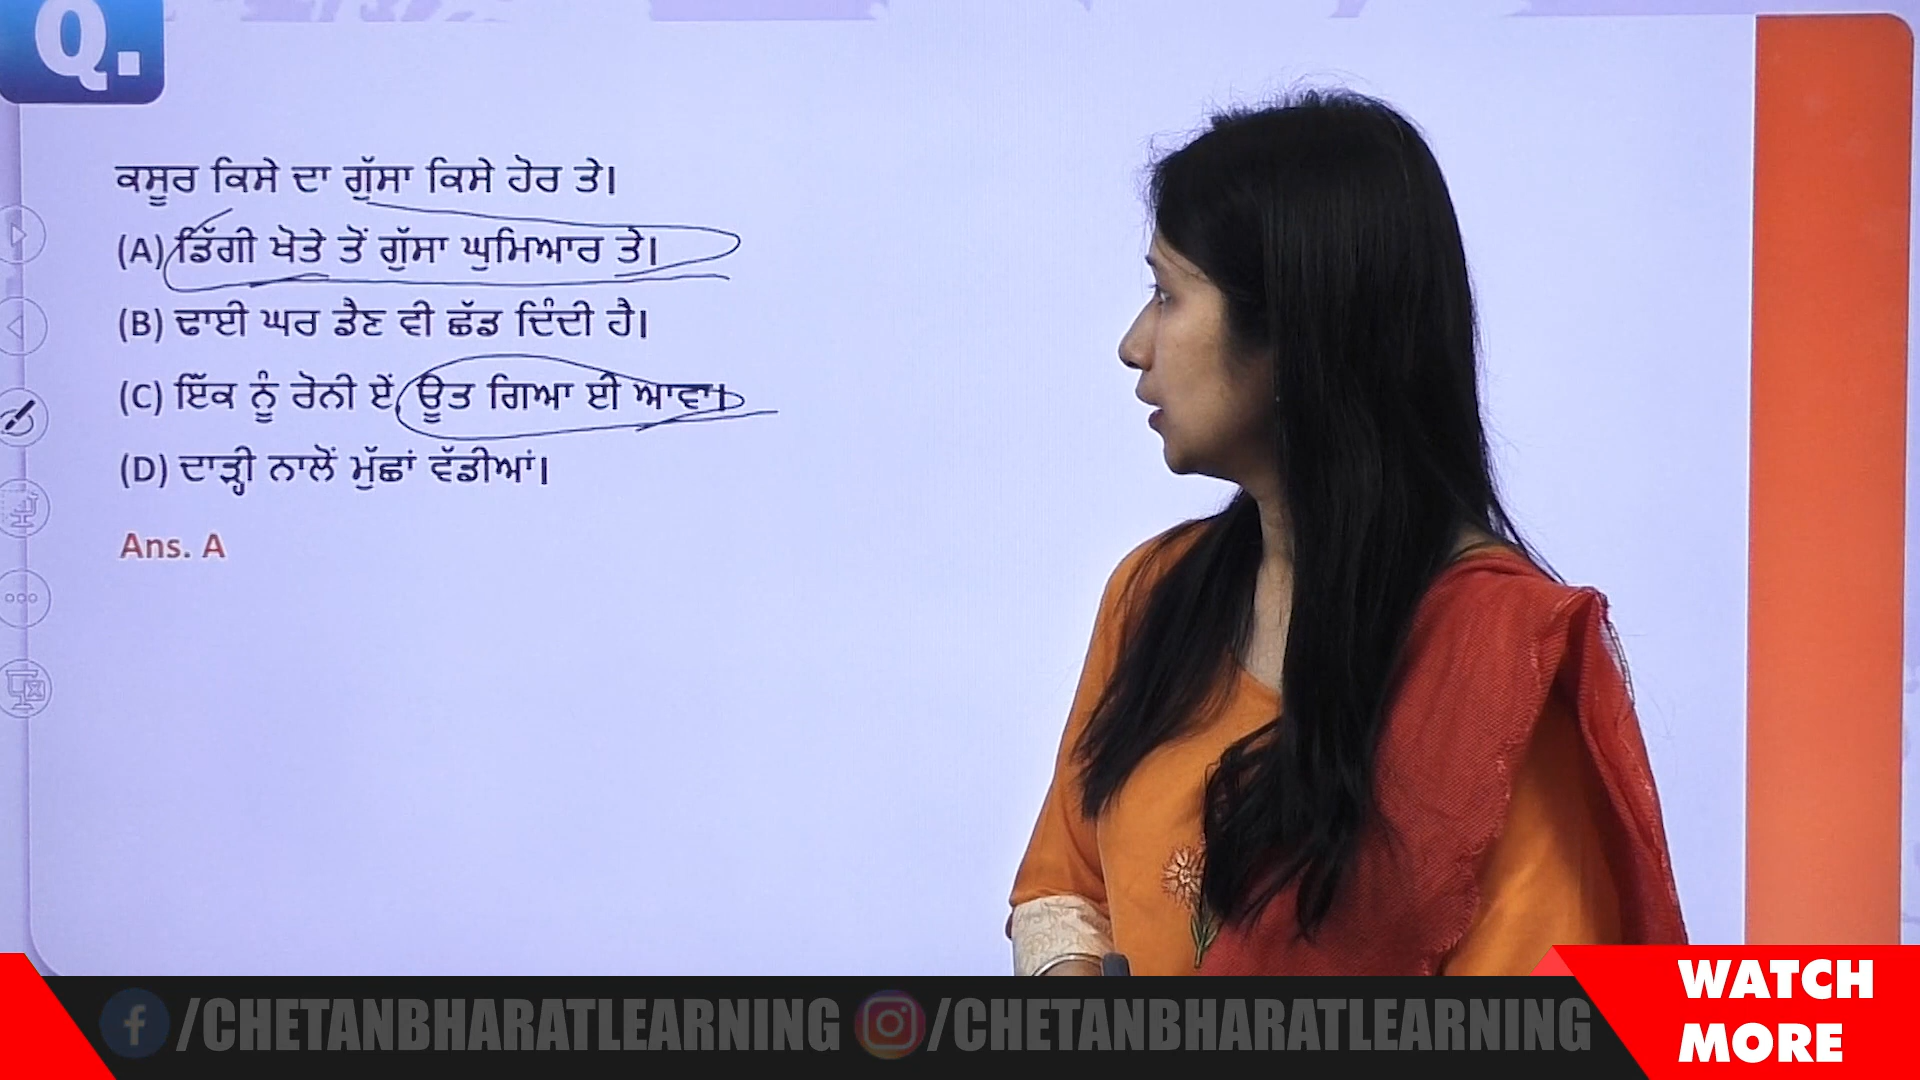 Q.
ਕਸੂਰ ਕਿਸੇ ਦਾ ਗੁੱਸਾ ਕਿਸੇ ਹੋਰ ਤੇ।
(A) ਡਿੱਗੀ ਖੋਤੇ ਤੋਂ ਗੁੱਸਾ ਘੁਮਿਆਰ ਤੇ।
(B) ਢਾਈ ਘਰ ਡੈਣ ਵੀ ਛੱਡ ਦਿੰਦੀ ਹੈ।
(C) ਇੱਕ ਨੂੰ ਰੋਨੀ ਏਂ ਊਤ ਗਿਆ ਈ ਆਵਾ।
(D) ਦਾੜ੍ਹੀ ਨਾਲੋਂ ਮੁੱਛਾਂ ਵੱਡੀਆਂ।
Ans. A
/CHETANBHARATLEARNING /CHETANBHARATLEARNING
WATCH
MORE